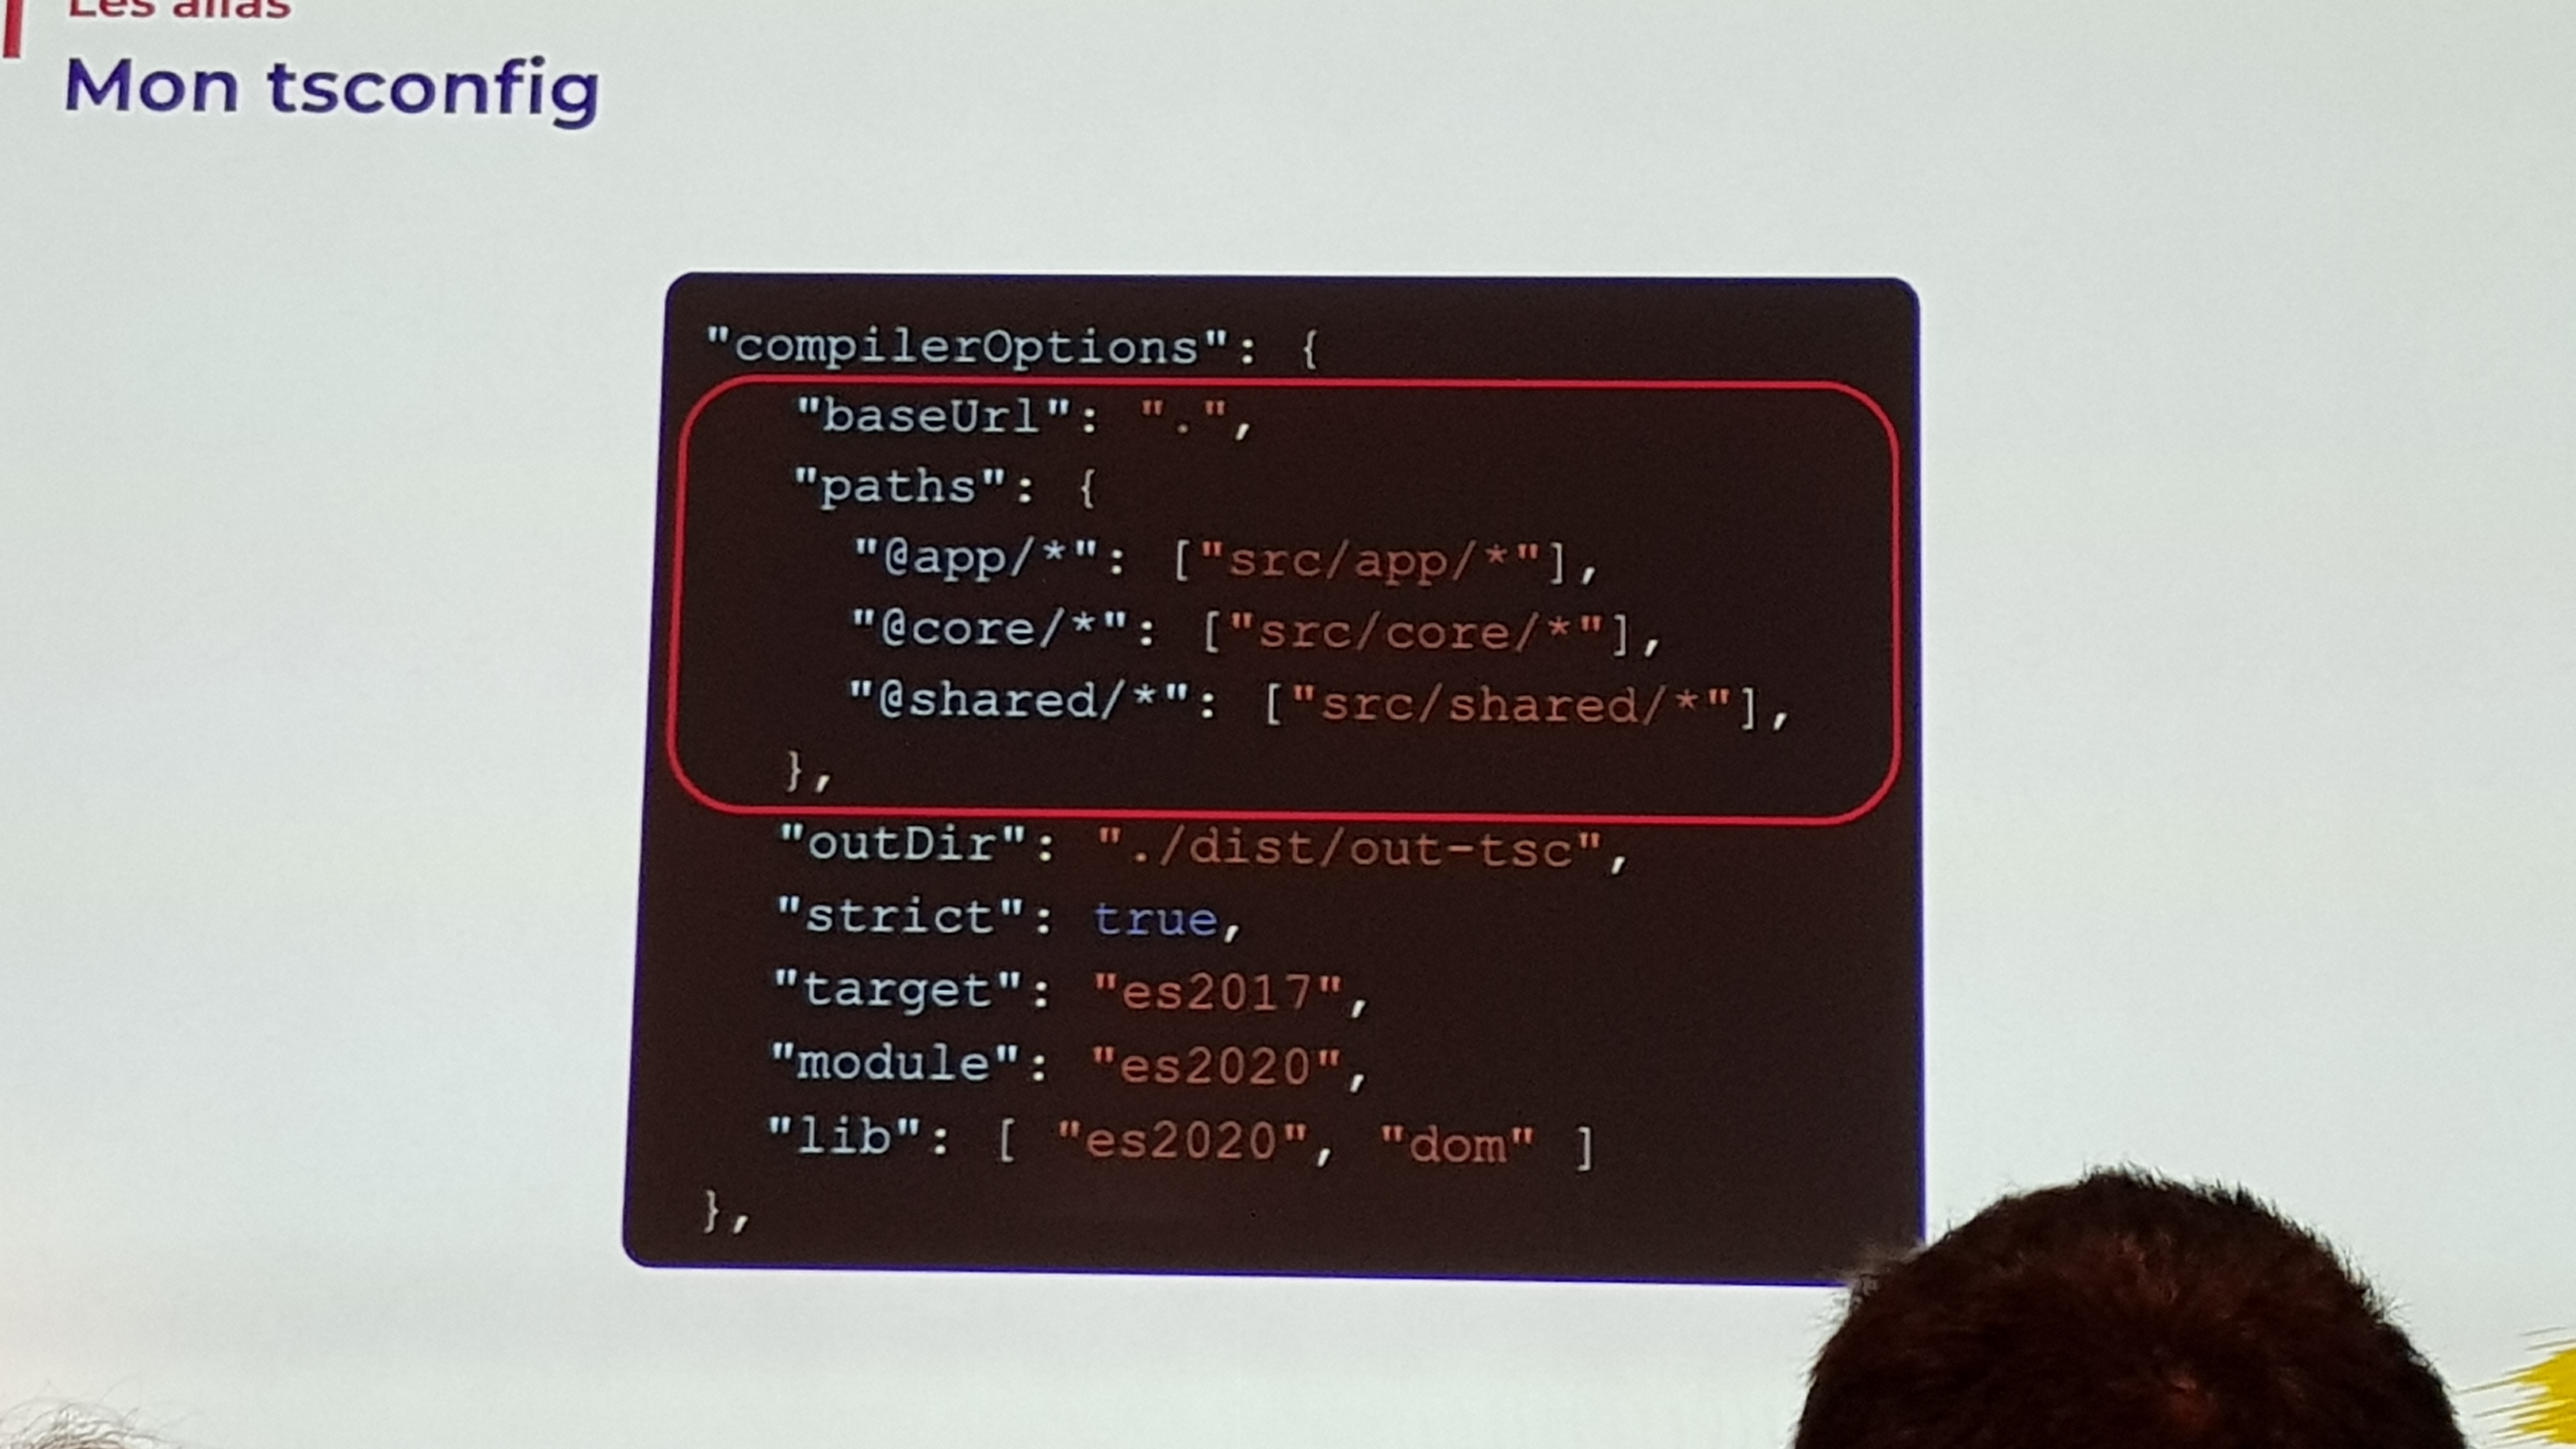 Les alias
Mon tsconfig
"compilerOptions": {
"baseUrl": ".",
"paths": {
"@app/*": ["src/app/*"],
"@core/*": ["src/core/*"],
"@shared/*": ["src/shared/*"],
},
"outDir": "./dist/out-tsc",
"strict": true,
"target": "es2017",
"module": "es2020",
"lib": [ "es2020", "dom" ]
},